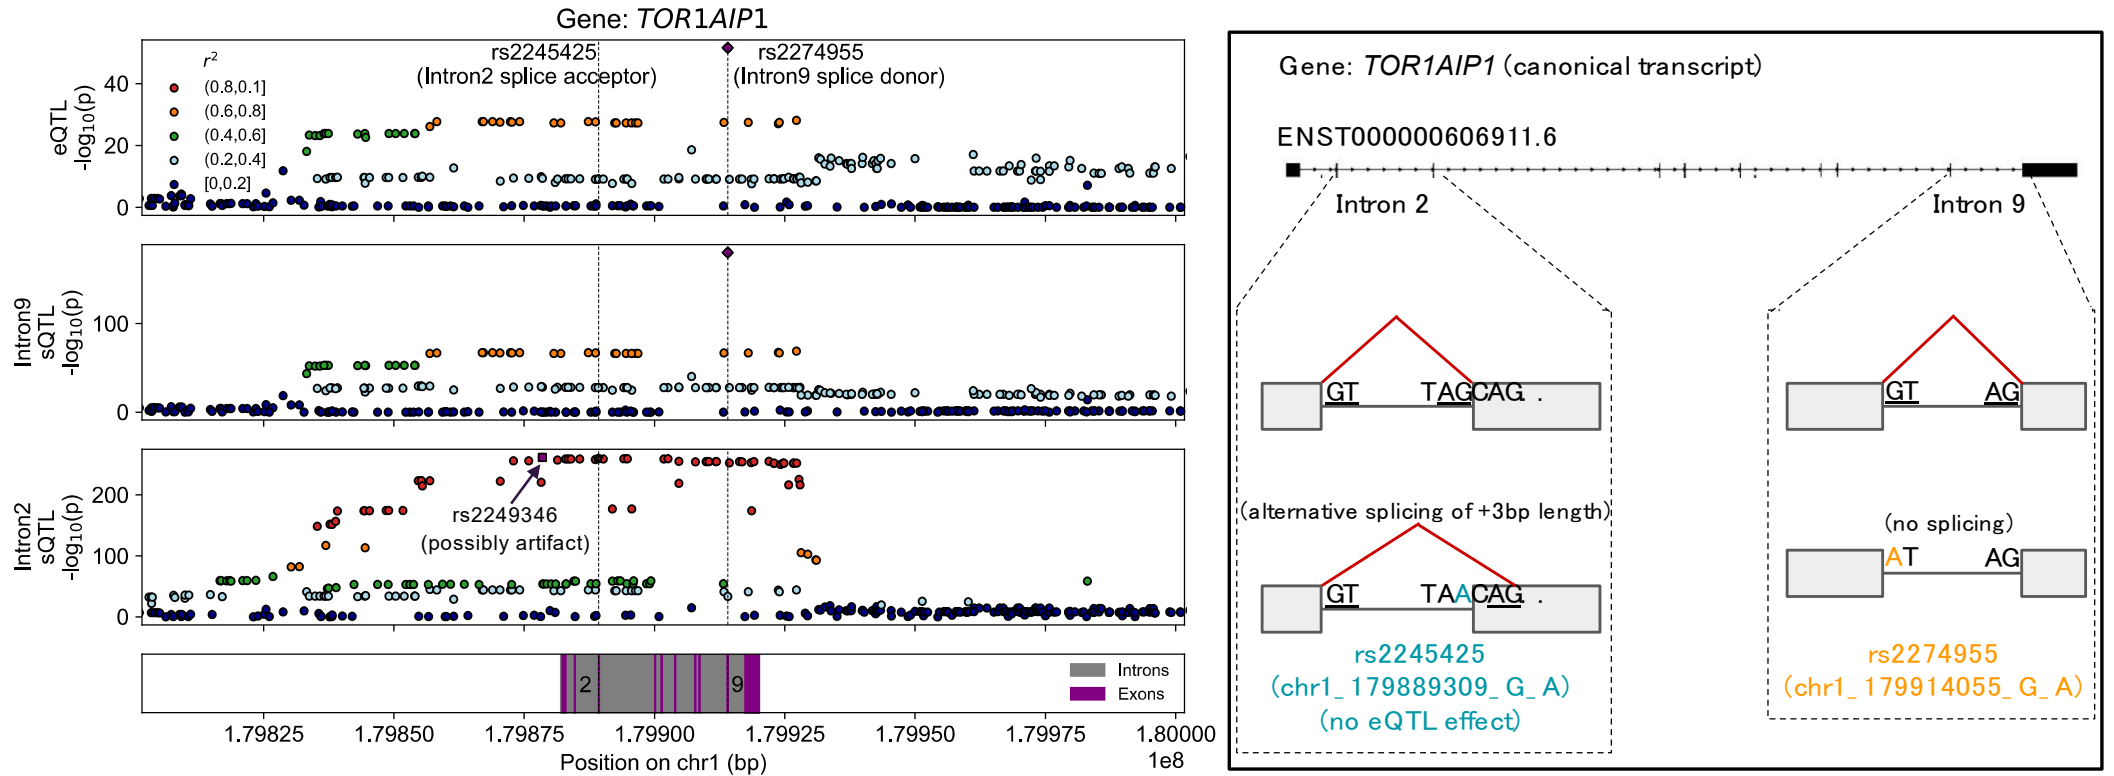 Gene: TOR1AIP1
eQTL
-log10(p)
40
20
0
r2
(0.8,0.1]
(0.6,0.8]
(0.4,0.6]
(0.2,0.4]
[0,0.2]
rs2245425
(Intron2 splice acceptor)
rs2274955
(Intron9 splice donor)
Intron9
sQTL
-log10(p)
100
0
Intron2
sQTL
-log10(p)
200
100
0
rs2249346
(possibly artifact)
2
9
Introns
Exons
1.79825
1.79850
1.79875
1.79900
1.79925
1.79950
1.79975
1.80000
1e8
Position on chr1 (bp)
Gene: TOR1AIP1 (canonical transcript)
ENST000000606911.6
Intron 2
Intron 9
GT
TAGCAG. .
GT
AG
(alternative splicing of +3bp length)
(no splicing)
GT
TAACAG. .
AT
AG
rs2245425
(chr1_179889309_G_A)
(no eQTL effect)
rs2274955
(chr1_179914055_G_A)